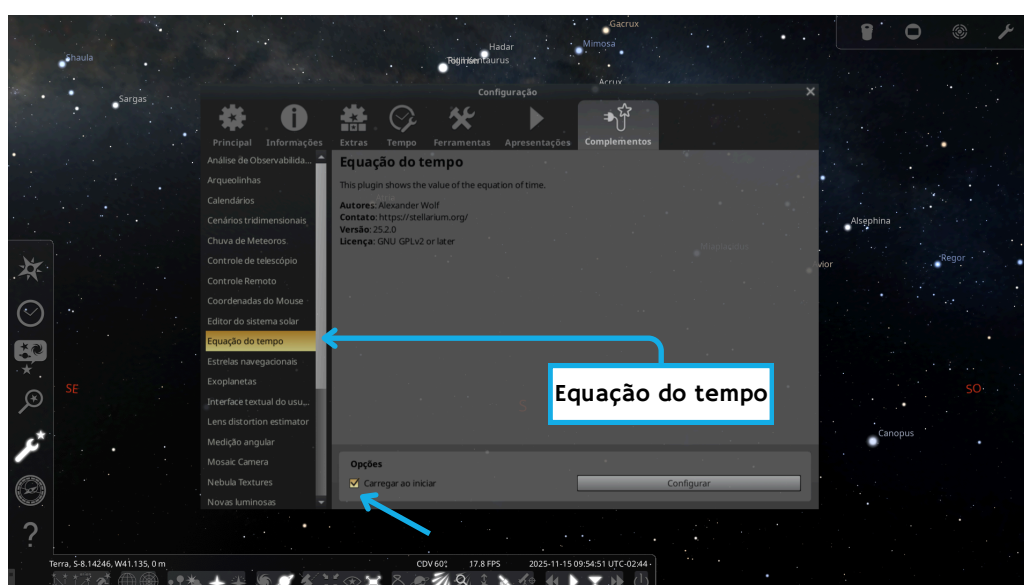 Gacrux
Hadar
Mimosa
Shaula
Acrux
Sargas
Configuração
Principal Informações Extras Tempo Ferramentas Apresentações Complementos
Análise de Observabilida...
Arqueolinhas
Calendários
Cenários tridimensionais
Chuva de Meteoros
Controle de telescópio
Controle Remoto
Coordenadas do Mouse
Editor do sistema solar
Equação do tempo
Estrelas navegacionais
Exoplanetas
Interface textual do usu...
Lens distortion estimator
Medição angular
Mosaic Camera
Nebula Textures
Novas luminosas
Equação do tempo
This plugin shows the value of the equation of time.
Autores: Alexander Wolf
Contato: https://stellarium.org/
Versão: 25.2.0
Licença: GNU GPLv2 or later
Equação do tempo
Opções
Carregar ao iniciar
Configurar
Alsephina
Regor
vior
SE
S
SO
Canopus
Terra, S-8.14246, W41.135, 0 m
CDV 60°
17.8 FPS
2025-11-15 09:54:51 UTC-02:44